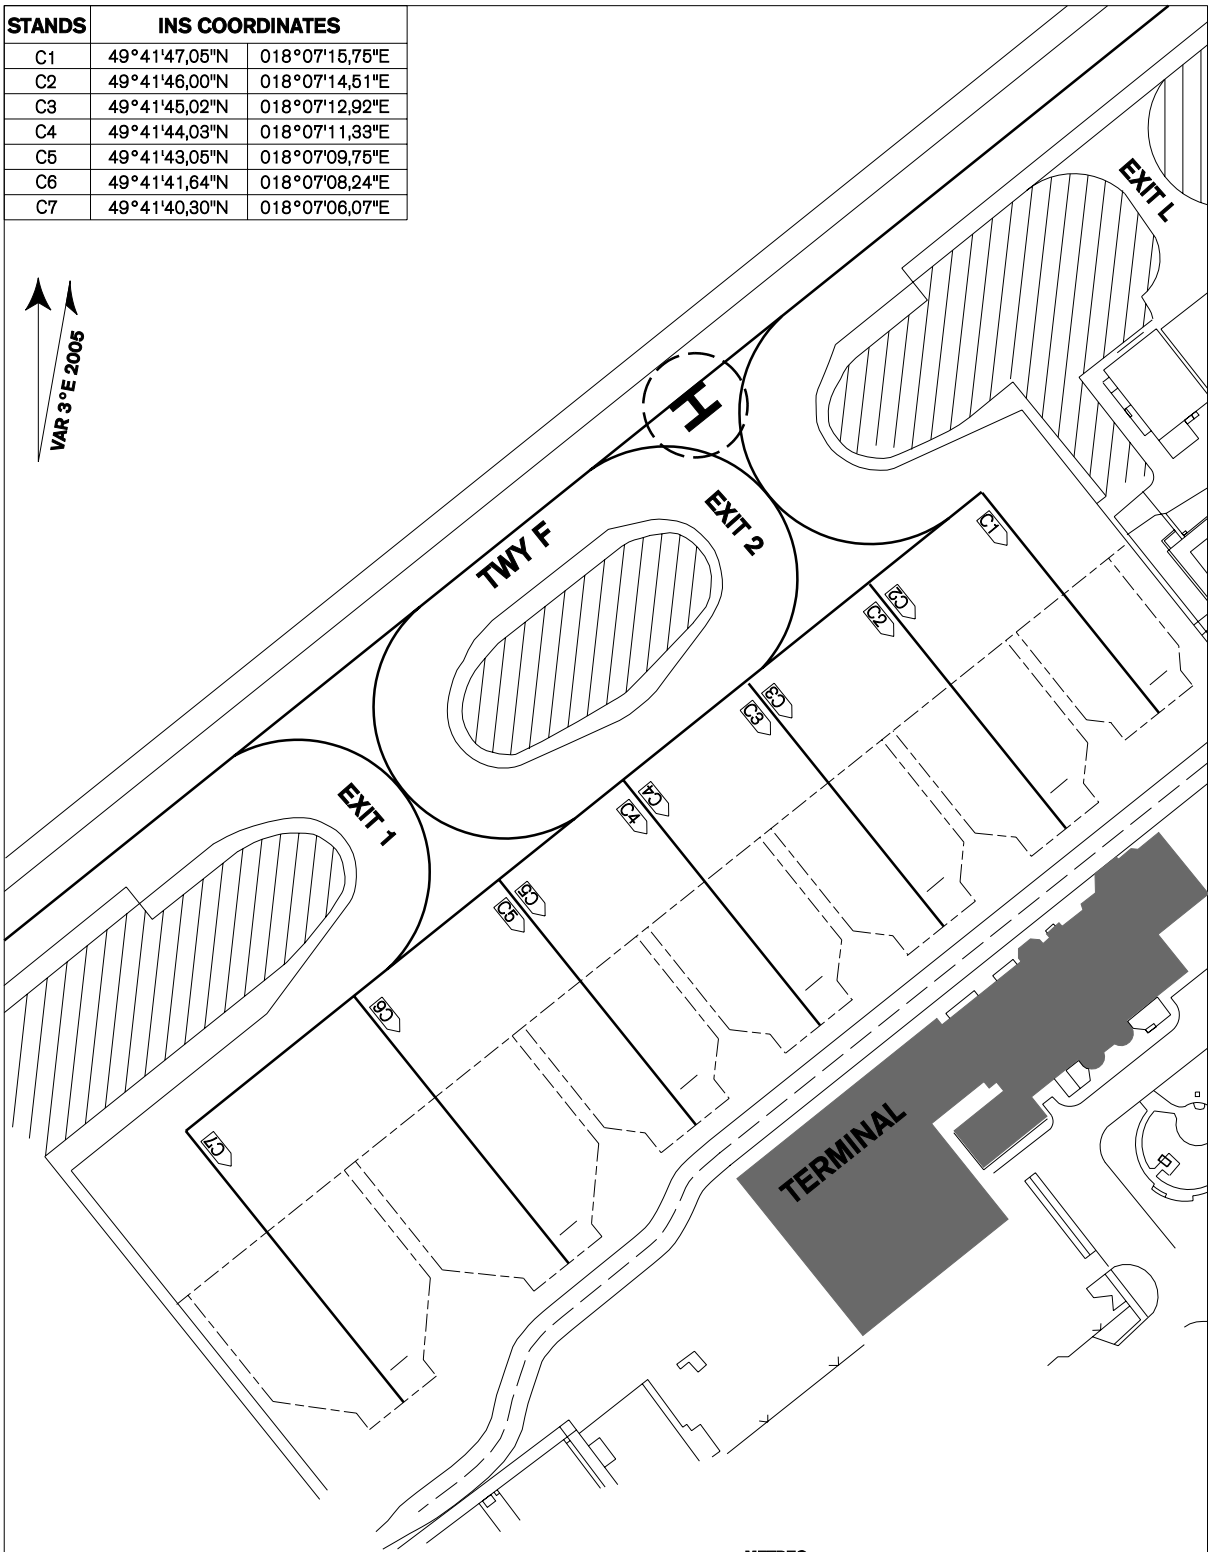 STANDS INS COORDINATES
C1 49°41'47,05"N 018°07'15,75"E
C2 49°41'46,00"N 018°07'14,51"E
C3 49°41'45,02"N 018°07'12,92"E
C4 49°41'44,03"N 018°07'11,33"E
C5 49°41'43,05"N 018°07'09,75"E
C6 49°41'41,64"N 018°07'08,24"E
C7 49°41'40,30"N 018°07'06,07"E
VAR 3°E 2005
EXIT L
H
EXIT 2
TWY F
C1
C2
C2
C3
C3
EXIT 1
C4
C4
C5
C5
C6
C7
TERMINAL